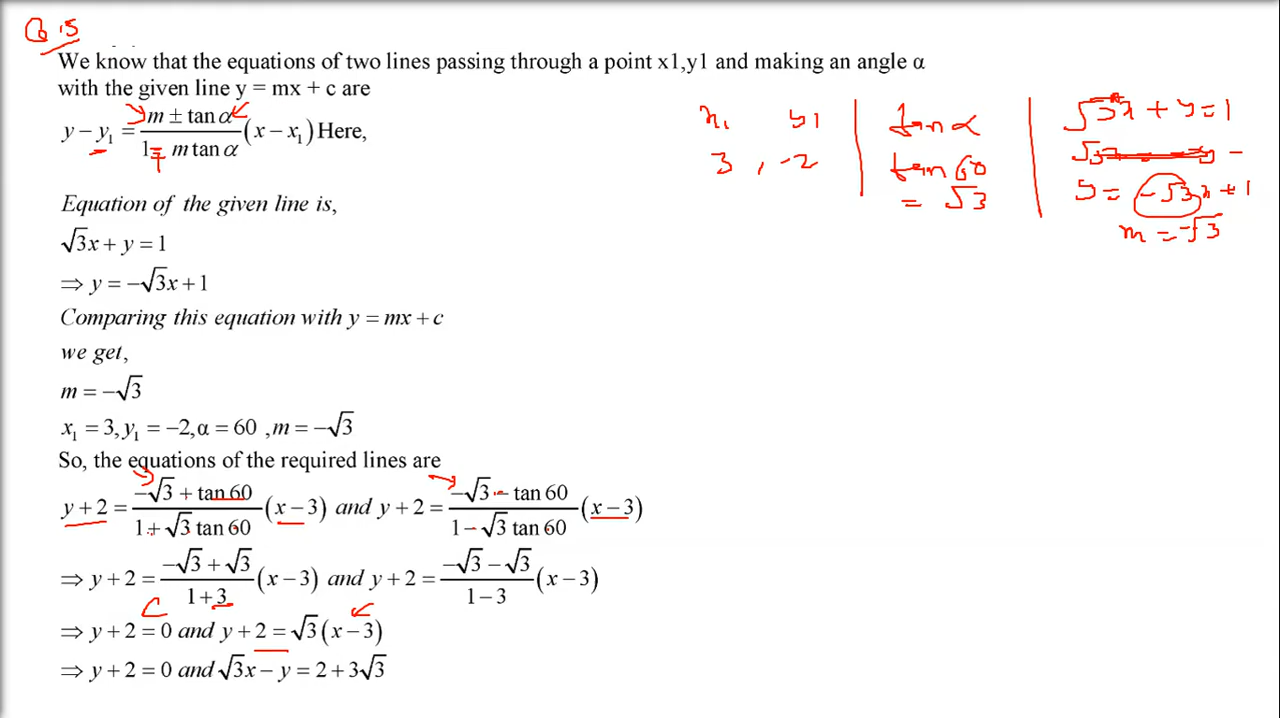 Q.5
We know that the equations of two lines passing through a point x1,y1 and making an angle α
with the given line y = mx + c are
y − y₁ = (m ± tan α)/(1 ∓ m tan α) (x − x₁) Here,
Equation of the given line is,
√3x + y = 1
⇒ y = −√3x + 1
Comparing this equation with y = mx + c
we get,
m = −√3
x₁ = 3, y₁ = −2, α = 60 , m = −√3
So, the equations of the required lines are
y + 2 = (−√3 + tan 60)/(1 + √3 tan 60) (x − 3) and y + 2 = (−√3 − tan 60)/(1 − √3 tan 60) (x − 3)
⇒ y + 2 = (−√3 + √3)/(1 + 3) (x − 3) and y + 2 = (−√3 − √3)/(1 − 3) (x − 3)
⇒ y + 2 = 0 and y + 2 = √3(x − 3)
⇒ y + 2 = 0 and √3x − y = 2 + 3√3
x₁ y1
3 , -2
tan α
tan 60
= √3
√3x + y = 1
y = -√3x + 1
m = -√3